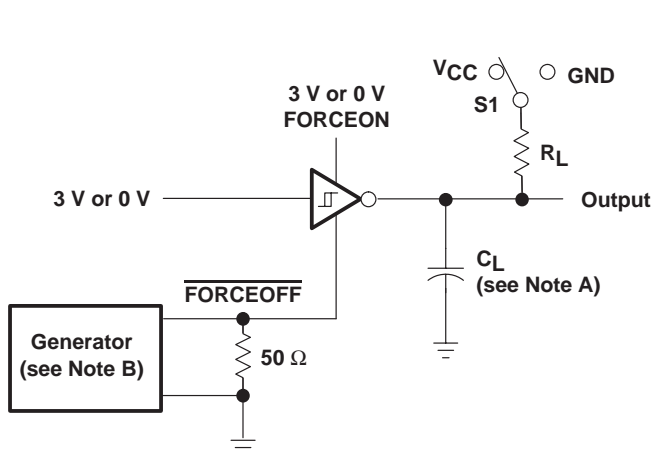 VCC
GND
S1
3 V or 0 V
FORCEON
RL
3 V or 0 V
Output
CL
(see Note A)
FORCEOFF
Generator
(see Note B)
50 Ω